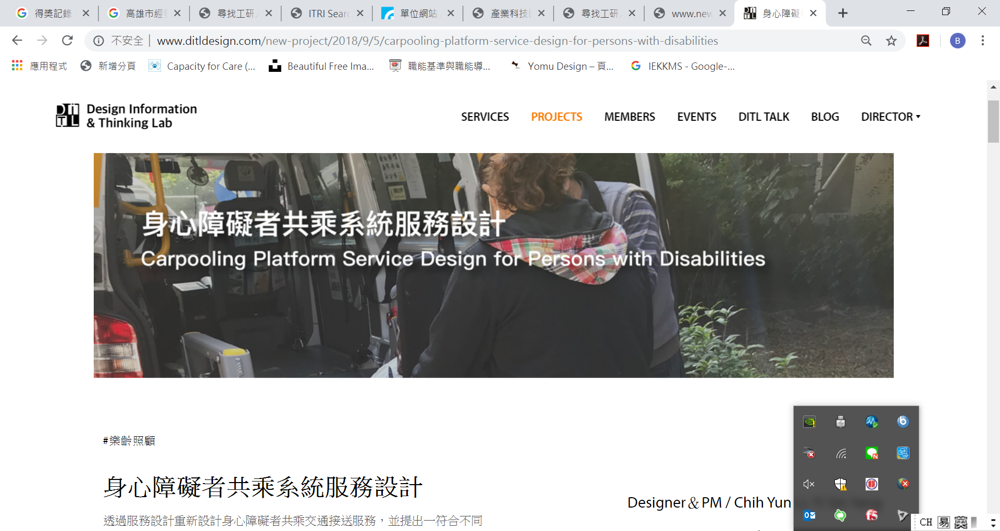 得獎記錄
高雄市經
尋找工研
ITRI Sear
單位網站
產業科技
尋找工研
www.new
身心障礙
不安全
www.ditldesign.com/new-project/2018/9/5/carpooling-platform-service-design-for-persons-with-disabilities
B
應用程式
新增分頁
Capacity for Care (...
Beautiful Free Ima...
職能基準與職能導...
Yomu Design – 頁...
IEKKMS - Google-...
Design Information
& Thinking Lab
SERVICES
PROJECTS
MEMBERS
EVENTS
DITL TALK
BLOG
DIRECTOR
身心障礙者共乘系統服務設計
Carpooling Platform Service Design for Persons with Disabilities
#樂齡照顧
身心障礙者共乘系統服務設計
Designer＆PM / Chih Yun
透過服務設計重新設計身心障礙者共乘交通接送服務，並提出一符合不同
CH 易 英